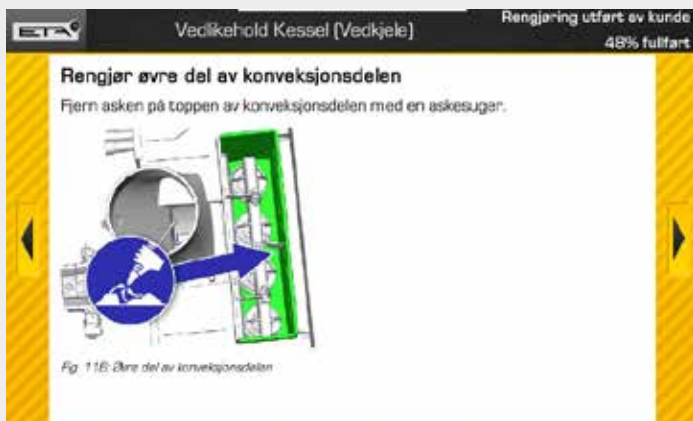 ETA
Vedlikehold Kessel (Vedkjele)
Rengjøring utført av kunde
48% fullført
Rengjør øvre del av konveksjonsdelen
Fjern asken på toppen av konveksjonsdelen med en askesuger.
Fig. 116: Øvre del av konveksjonsdelen